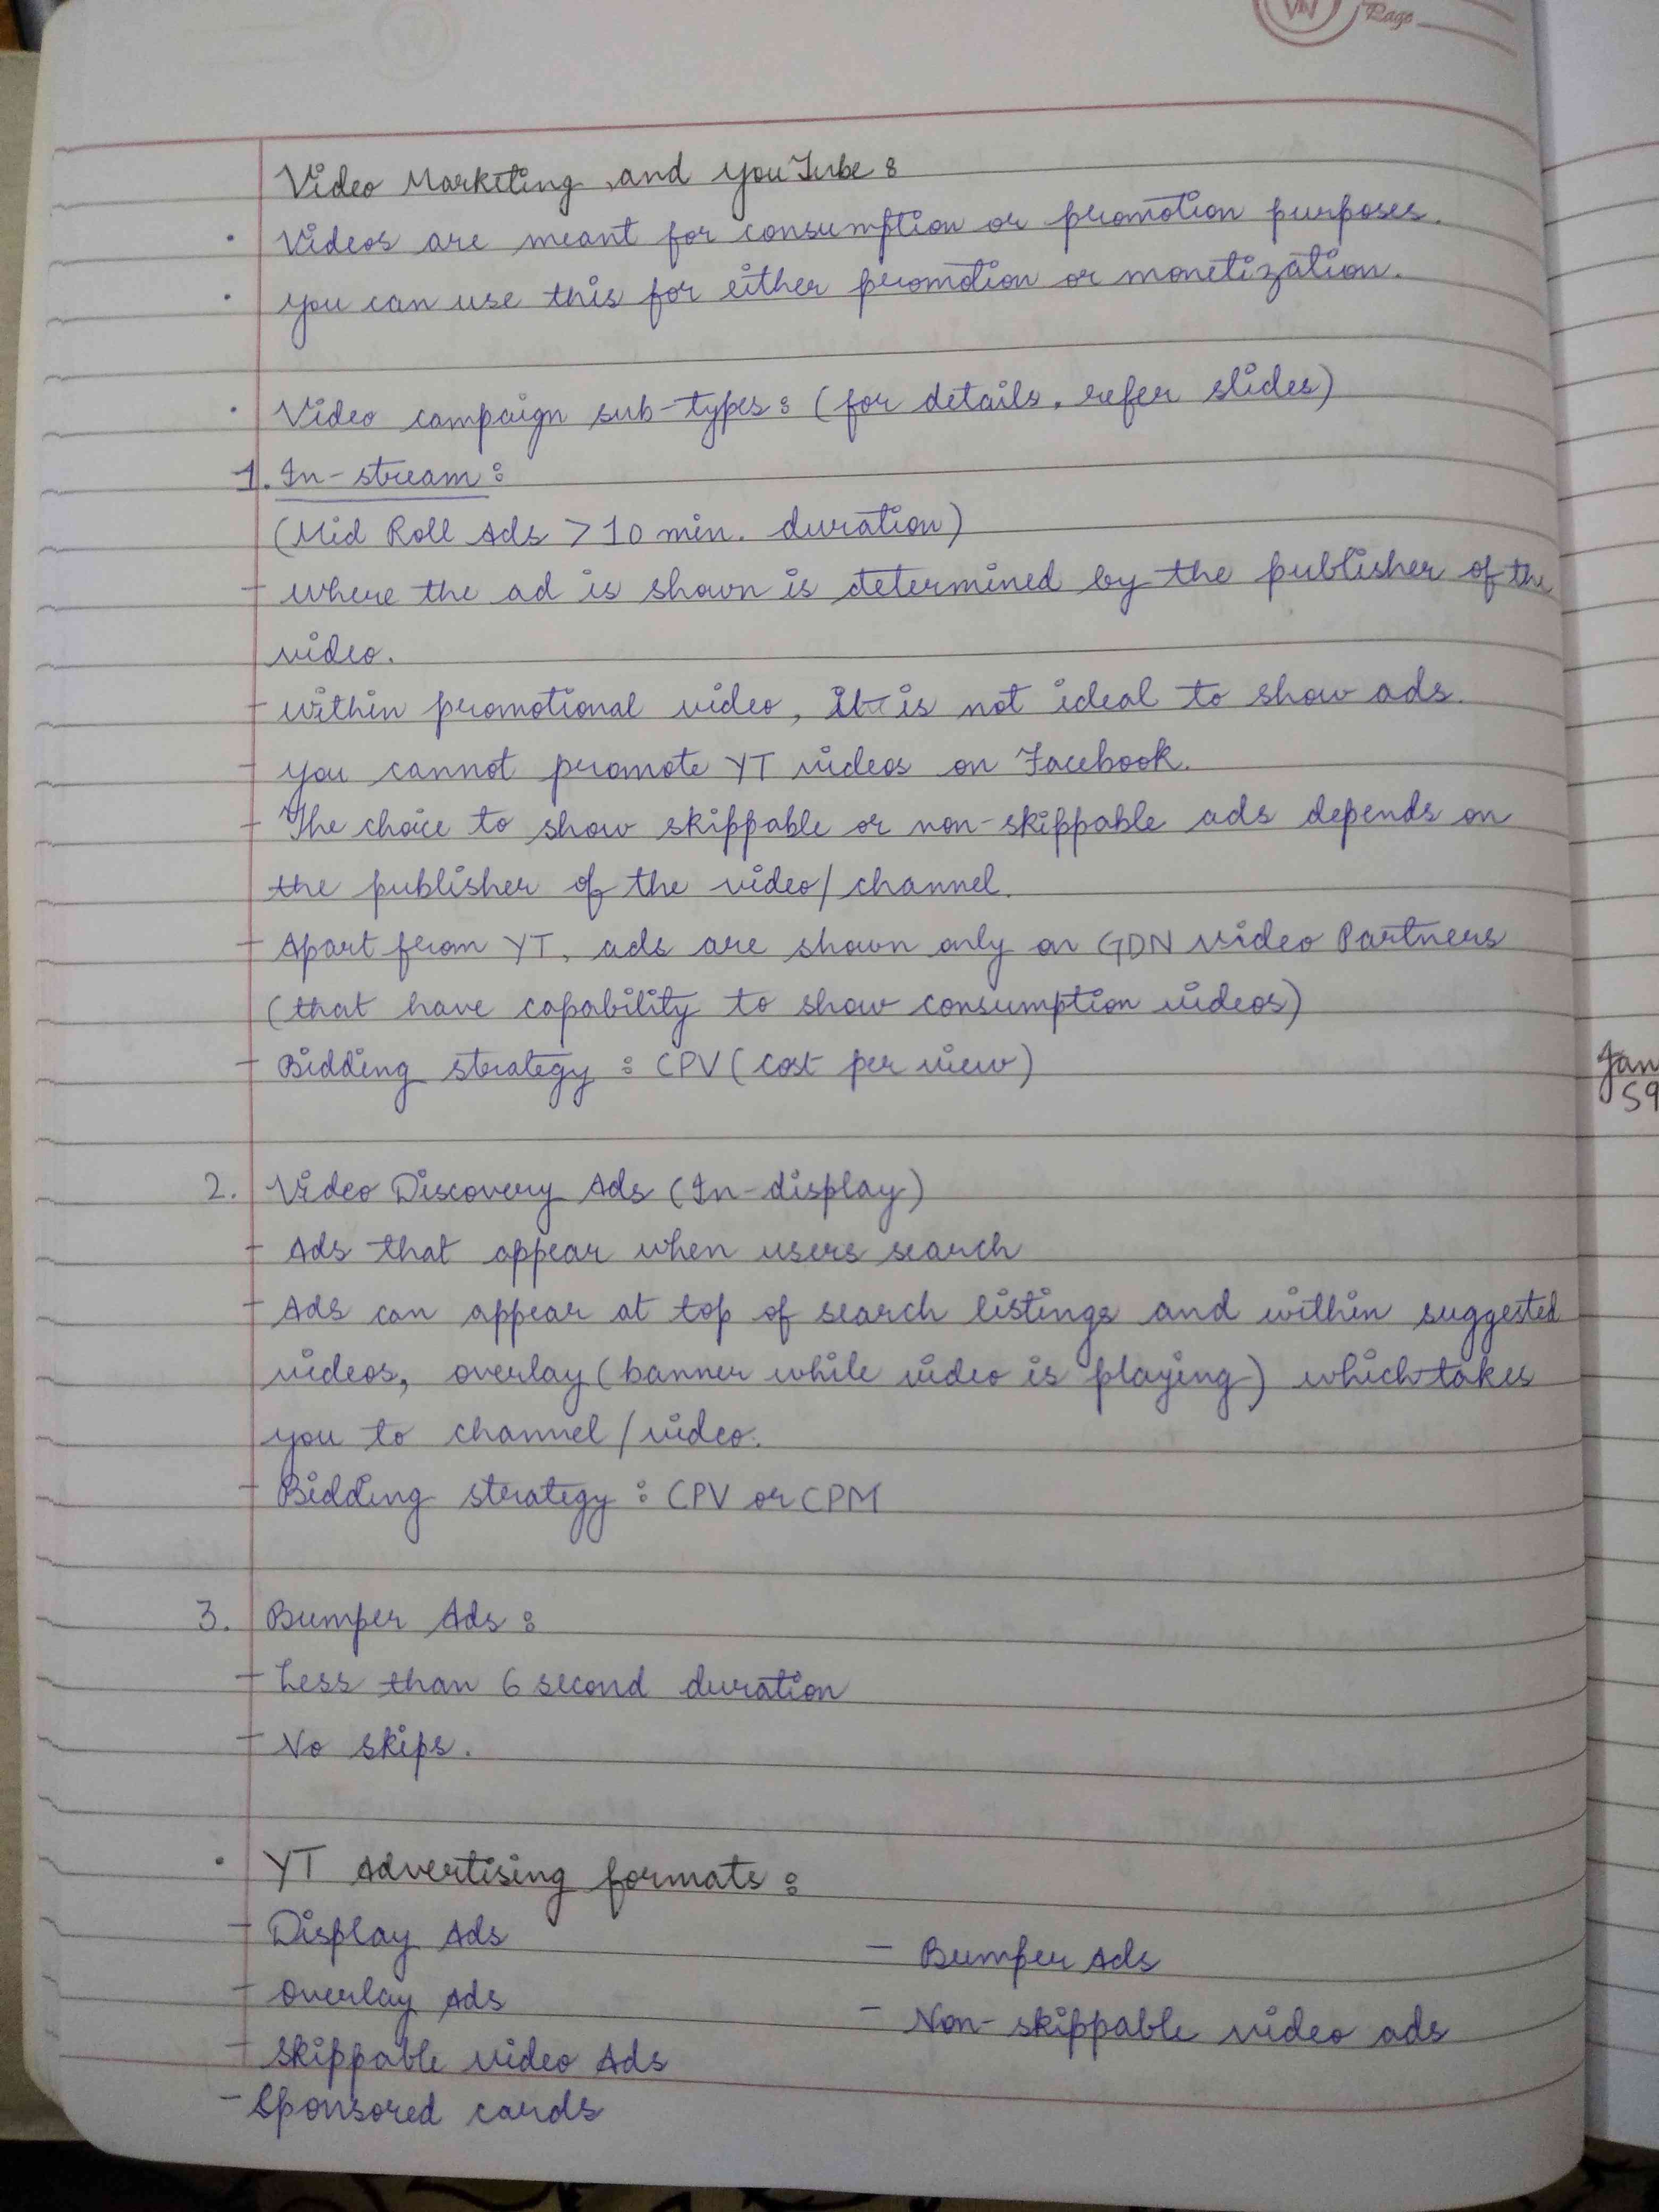 Page
Video Marketing and YouTube :
• Videos are meant for consumption or promotion purposes.
• You can use this for either promotion or monetization.
• Video campaign sub-types : (for details, refer slides)
1. In-stream :
(Mid Roll Ads > 10 min. duration)
- Where the ad is shown is determined by the publisher of the
video.
- Within promotional video, it is not ideal to show ads.
- You cannot promote YT videos on Facebook.
- The choice to show skippable or non-skippable ads depends on
the publisher of the video/channel.
- Apart from YT, ads are shown only on GDN Video Partners
(that have capability to show consumption videos)
- Bidding strategy : CPV (cost per view)
Jan
59
2. Video Discovery Ads (In-display)
- Ads that appear when users search
- Ads can appear at top of search listings and within suggested
videos, overlay (banner while video is playing) which takes
you to channel/video.
- Bidding strategy : CPV or CPM
3. Bumper Ads :
- Less than 6 second duration
- No skips.
• YT Advertising formats :
- Display Ads
- Bumper Ads
- Overlay Ads
- Non-skippable video ads
- Skippable video Ads
- Sponsored cards